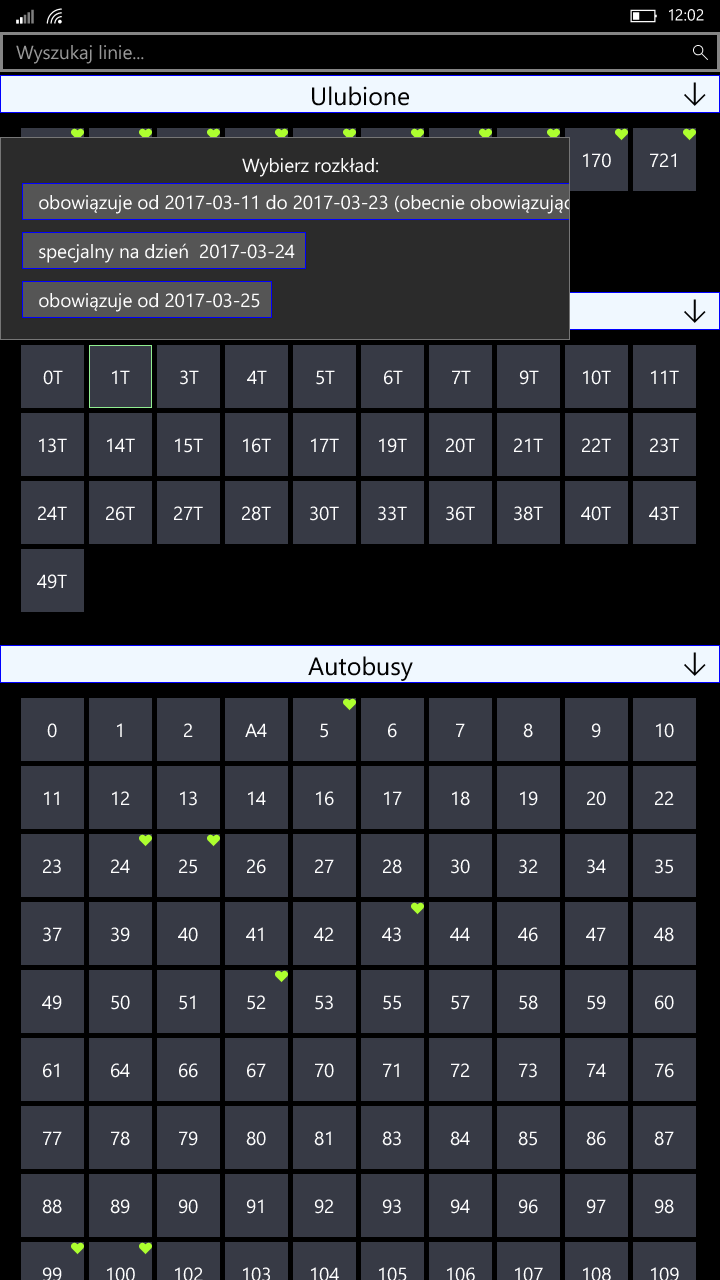 12:02
Wyszukaj linie...
Ulubione
170 721
Wybierz rozkład:
obowiązuje od 2017-03-11 do 2017-03-23 (obecnie obowiązując
specjalny na dzień 2017-03-24
obowiązuje od 2017-03-25
0T 1T 3T 4T 5T 6T 7T 9T 10T 11T
13T 14T 15T 16T 17T 19T 20T 21T 22T 23T
24T 26T 27T 28T 30T 33T 36T 38T 40T 43T
49T
Autobusy
0 1 2 A4 5 6 7 8 9 10
11 12 13 14 16 17 18 19 20 22
23 24 25 26 27 28 30 32 34 35
37 39 40 41 42 43 44 46 47 48
49 50 51 52 53 55 57 58 59 60
61 64 66 67 70 71 72 73 74 76
77 78 79 80 81 83 84 85 86 87
88 89 90 91 92 93 94 96 97 98
99 100 102 103 104 105 106 107 108 109